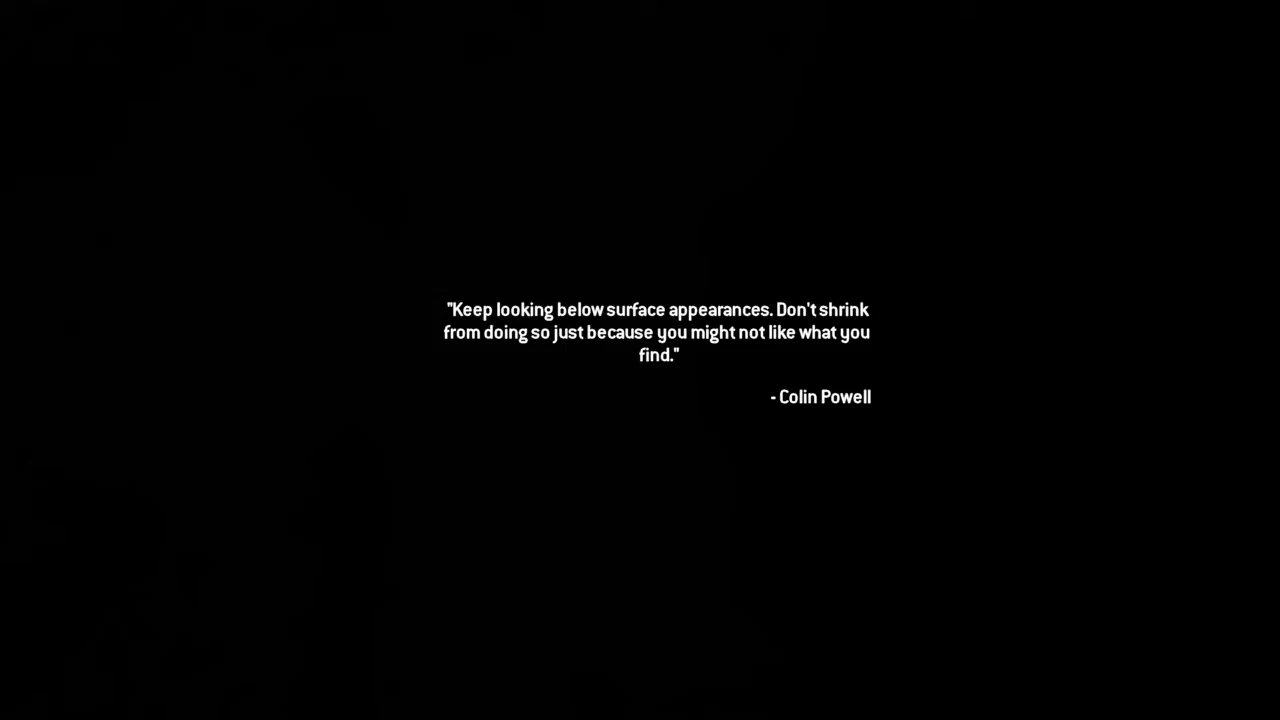 "Keep looking below surface appearances. Don't shrink
from doing so just because you might not like what you
find."
- Colin Powell